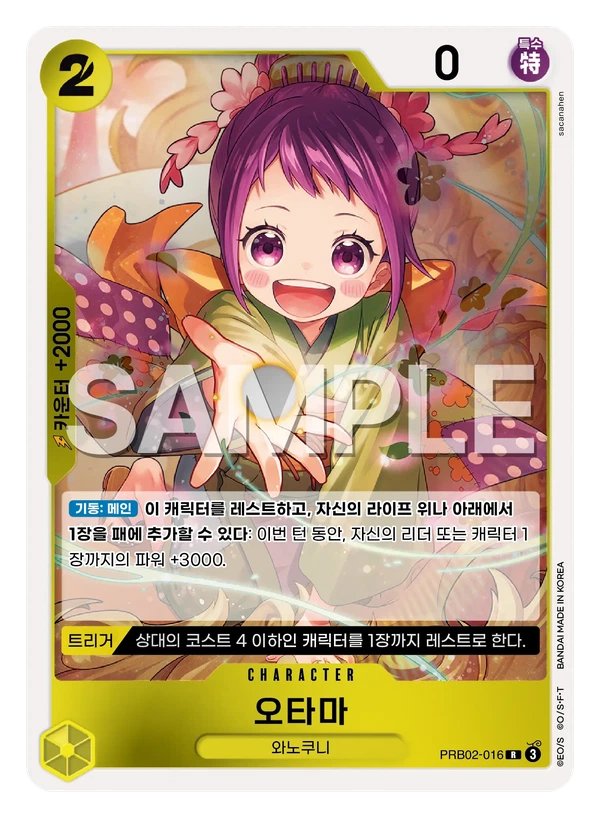 2
0
특수
特
sacanahen
카운터 +2000
SAMPLE
기동: 메인 이 캐릭터를 레스트하고, 자신의 라이프 위나 아래에서
1장을 패에 추가할 수 있다: 이번 턴 동안, 자신의 리더 또는 캐릭터 1
장까지의 파워 +3000.
트리거 상대의 코스트 4 이하인 캐릭터를 1장까지 레스트로 한다.
CHARACTER
오타마
와노쿠니
PRB02-016 R 3
©EO/S ©O/S·F·T BANDAI MADE IN KOREA